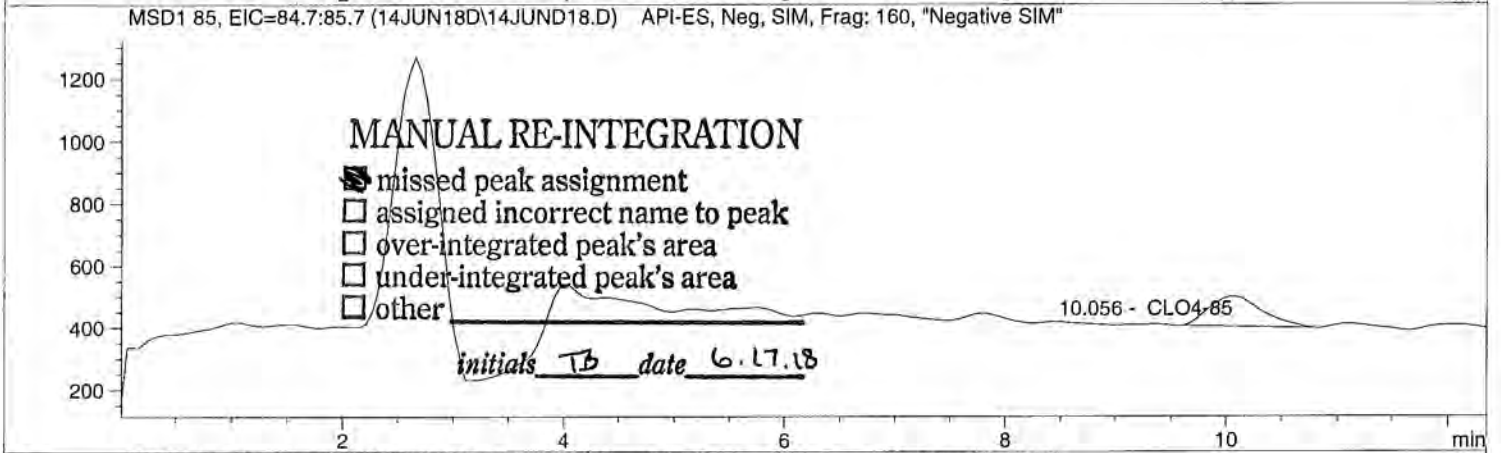 MSD1 85, EIC=84.7:85.7 (14JUN18D\14JUND18.D) API-ES, Neg, SIM, Frag: 160, "Negative SIM"
1200
1000
800
600
400
200
MANUAL RE-INTEGRATION
missed peak assignment
assigned incorrect name to peak
over-integrated peak's area
under-integrated peak's area
other
initials TB date 6.17.18
10.056 - CLO4-85
2 4 6 8 10 min